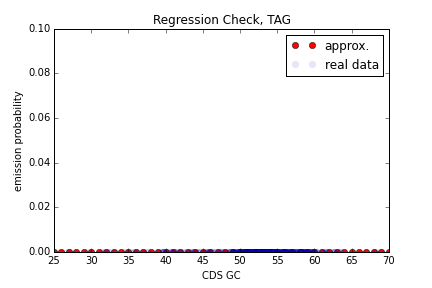 Regression Check, TAG
approx.
real data
0.10
0.08
0.06
0.04
0.02
0.00
emission probability
25 30 35 40 45 50 55 60 65 70
CDS GC